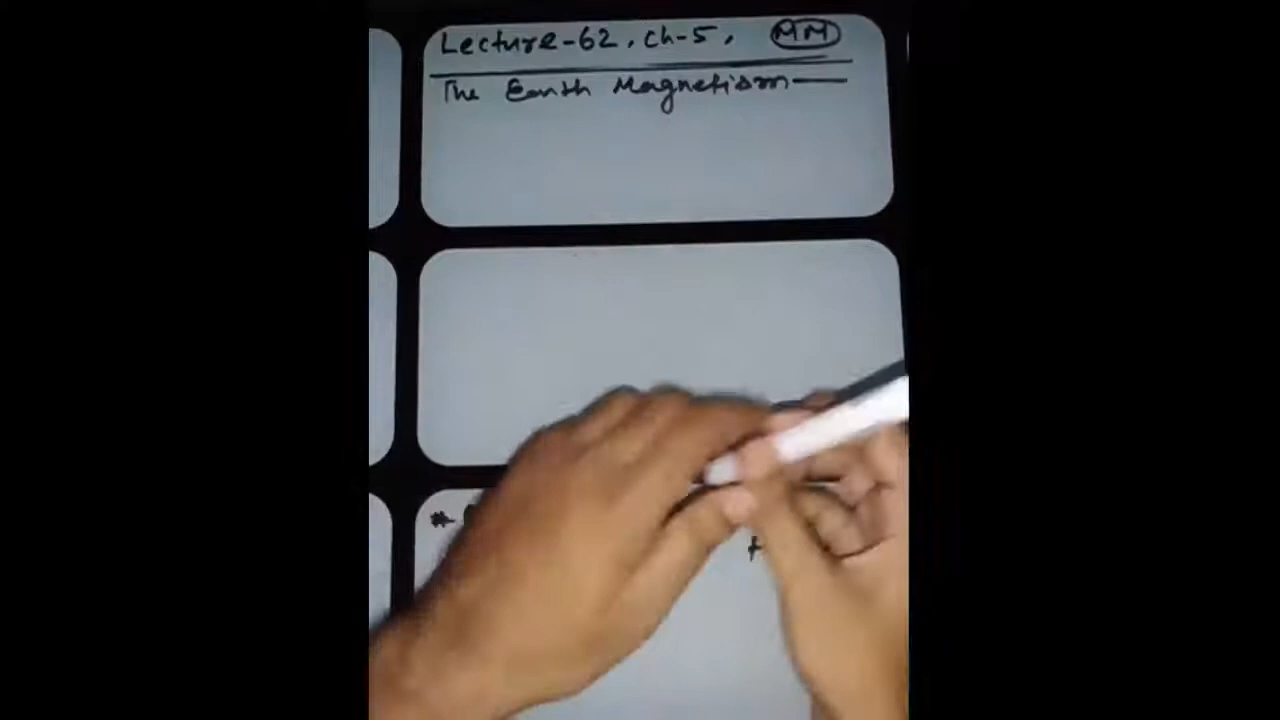 Lecture-62, Ch-5, MM
The Earth Magnetism —
#